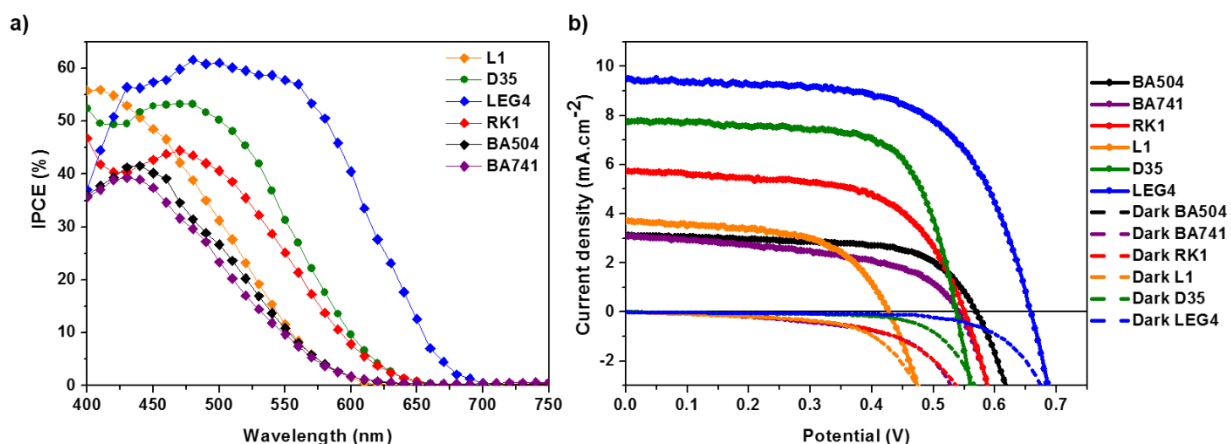 a)
IPCE (%)
60
50
40
30
20
10
0
400 450 500 550 600 650 700 750
Wavelength (nm)
L1
D35
LEG4
RK1
BA504
BA741
b)
Current density (mA.cm-2)
10
8
6
4
2
0
-2
0.0 0.1 0.2 0.3 0.4 0.5 0.6 0.7
Potential (V)
BA504
BA741
RK1
L1
D35
LEG4
Dark BA504
Dark BA741
Dark RK1
Dark L1
Dark D35
Dark LEG4